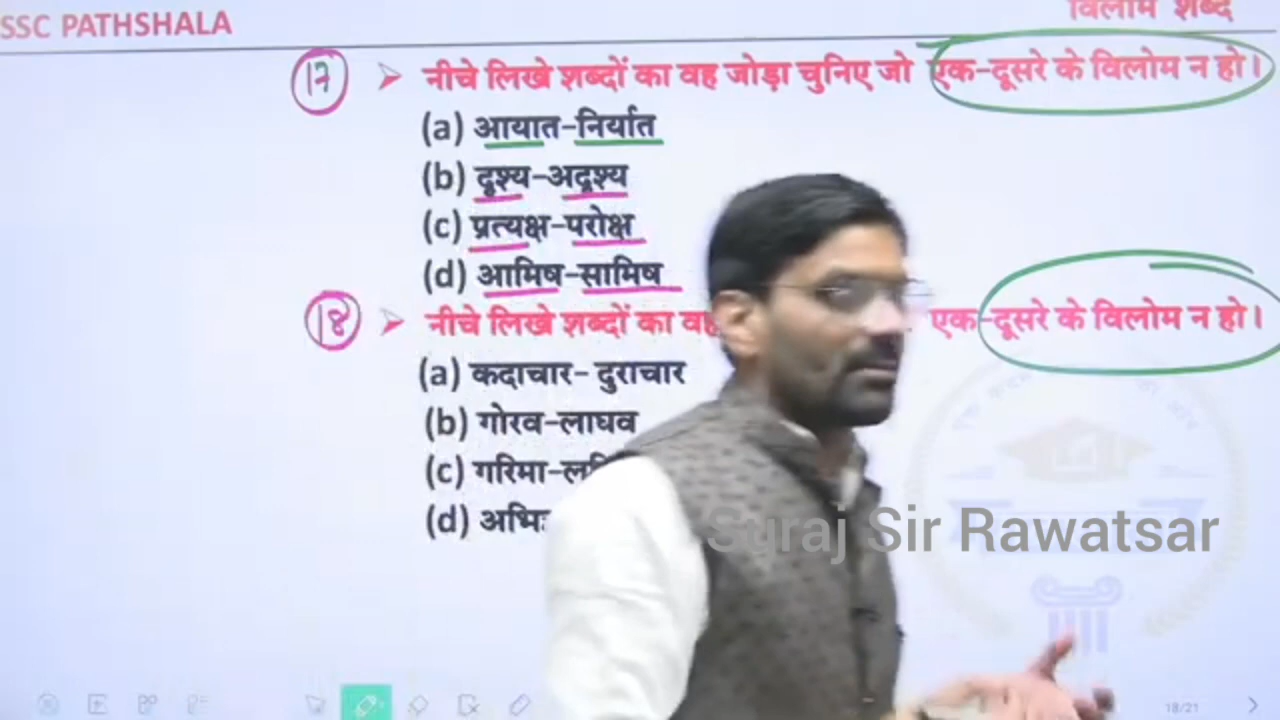 SSC PATHSHALA
विलोम शब्द
17 ➤ नीचे लिखे शब्दों का वह जोड़ा चुनिए जो एक-दूसरे के विलोम न हो।
(a) आयात-निर्यात
(b) दृश्य-अदृश्य
(c) प्रत्यक्ष-परोक्ष
(d) आमिष-सामिष
18 ➤ नीचे लिखे शब्दों का वह एक-दूसरे के विलोम न हो।
(a) कदाचार- दुराचार
(b) गोरव-लाघव
(c) गरिमा-
(d)
Suraj Sir Rawatsar
18/21